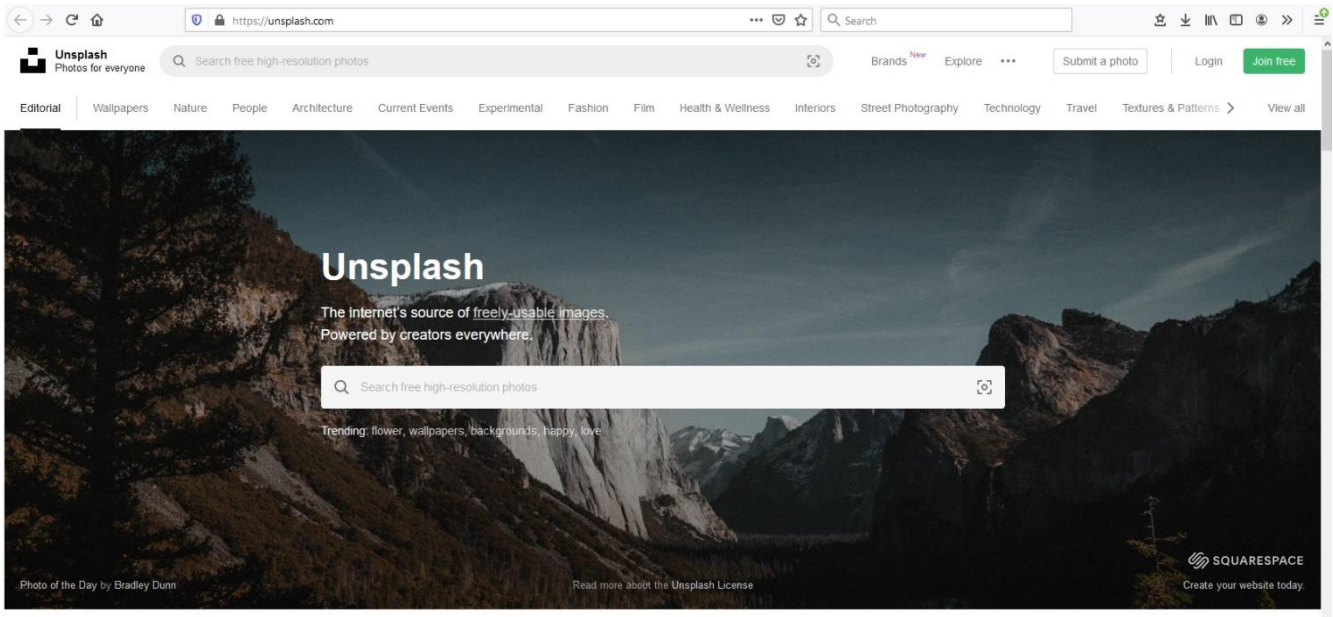 https://unsplash.com
Search
Unsplash
Photos for everyone
Search free high-resolution photos
Brands New
Explore
Submit a photo
Login
Join free
Editorial
Wallpapers
Nature
People
Architecture
Current Events
Experimental
Fashion
Film
Health & Wellness
Interiors
Street Photography
Technology
Travel
Textures & Patterns
View all
Unsplash
The internet's source of freely-usable images.
Powered by creators everywhere.
Search free high-resolution photos
Trending: flower, wallpapers, backgrounds, happy, love
Photo of the Day by Bradley Dunn
Read more about the Unsplash License
SQUARESPACE
Create your website today.